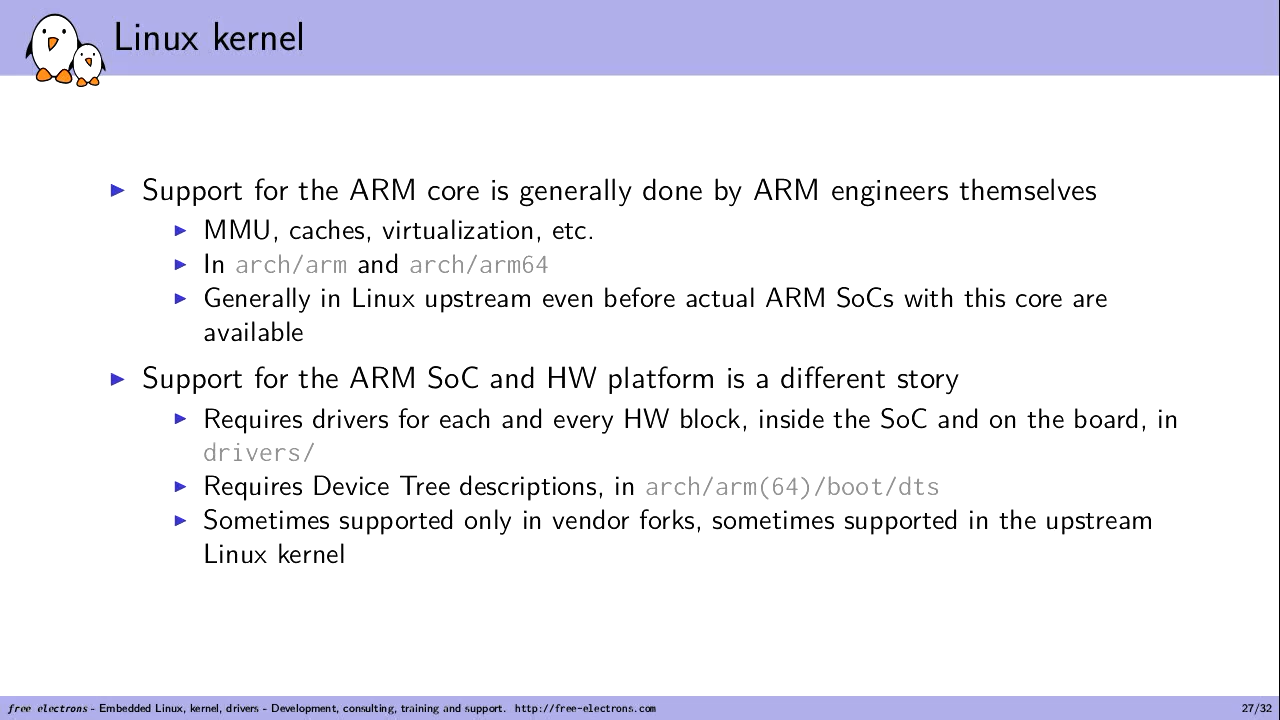 Linux kernel
Support for the ARM core is generally done by ARM engineers themselves
MMU, caches, virtualization, etc.
In arch/arm and arch/arm64
Generally in Linux upstream even before actual ARM SoCs with this core are
available
Support for the ARM SoC and HW platform is a different story
Requires drivers for each and every HW block, inside the SoC and on the board, in
drivers/
Requires Device Tree descriptions, in arch/arm(64)/boot/dts
Sometimes supported only in vendor forks, sometimes supported in the upstream
Linux kernel
free electrons - Embedded Linux, kernel, drivers - Development, consulting, training and support. http://free-electrons.com 27/32